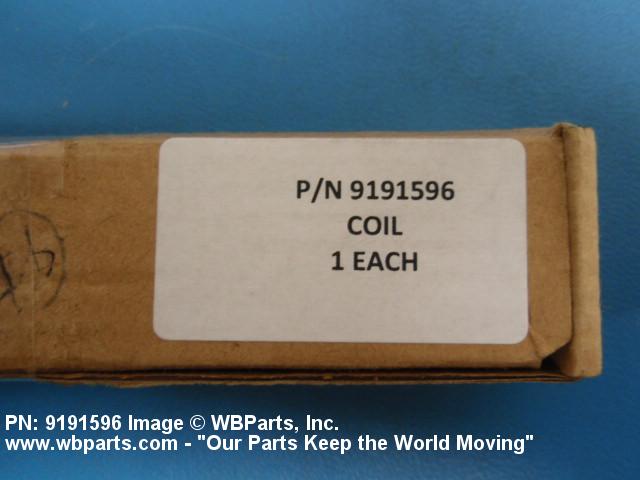 P/N 9191596
COIL
1 EACH
PN: 9191596 Image © WBParts, Inc.
www.wbparts.com - "Our Parts Keep the World Moving"